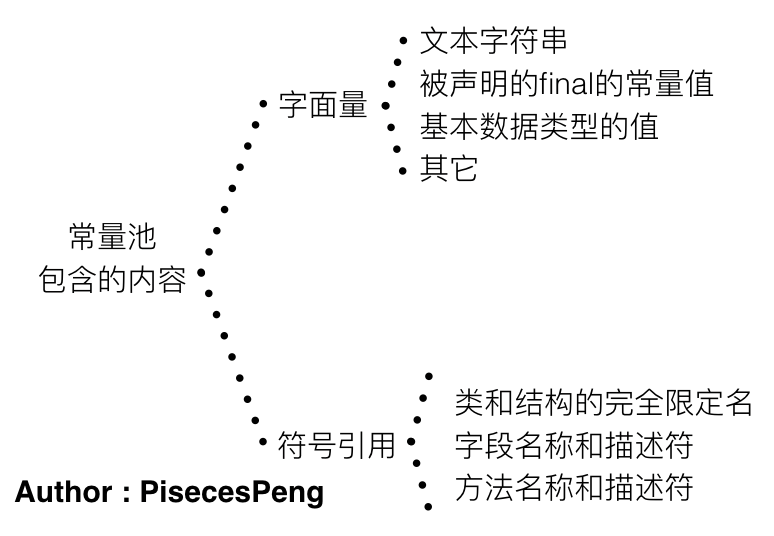 常量池
包含的内容
字面量
文本字符串
被声明的final的常量值
基本数据类型的值
其它
符号引用
类和结构的完全限定名
字段名称和描述符
方法名称和描述符
Author : PisecesPeng